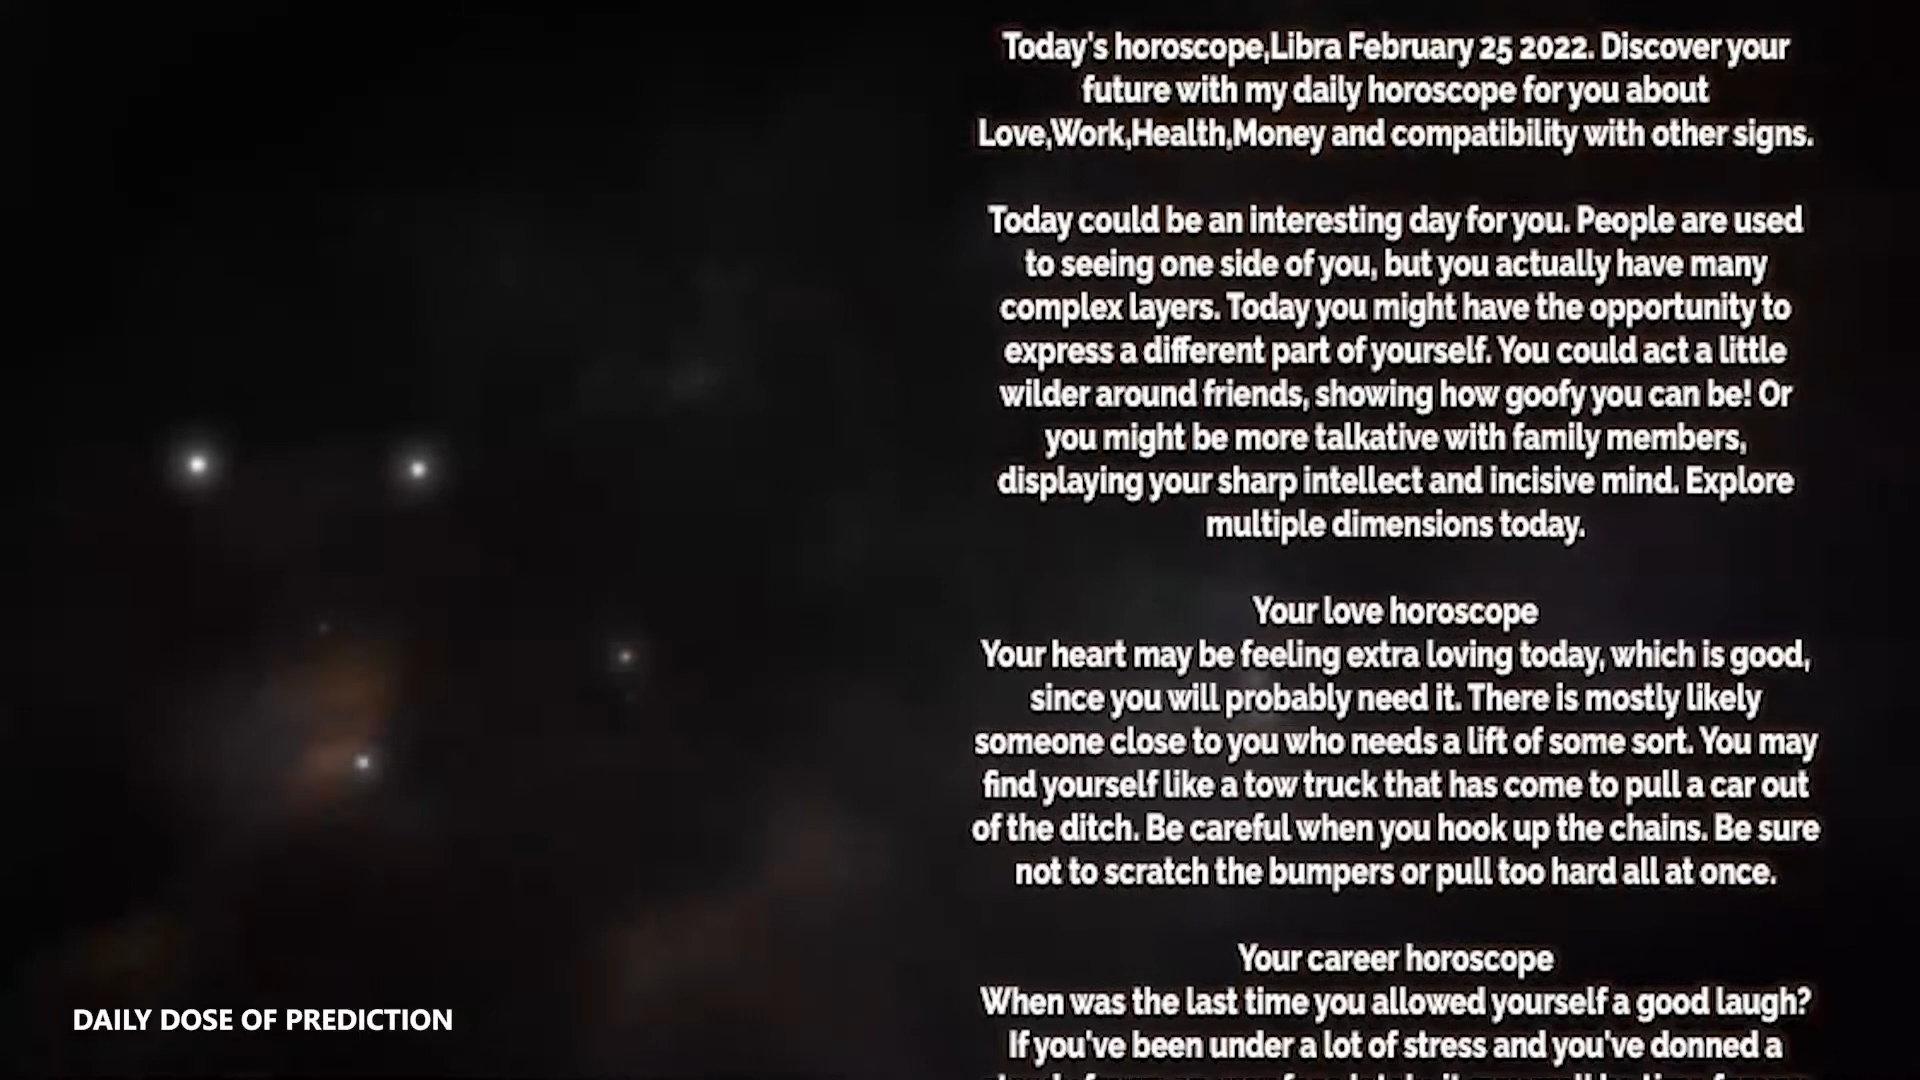 Today's horoscope,Libra February 25 2022. Discover your
future with my daily horoscope for you about
Love,Work,Health,Money and compatibility with other signs.
Today could be an interesting day for you. People are used
to seeing one side of you, but you actually have many
complex layers. Today you might have the opportunity to
express a different part of yourself. You could act a little
wilder around friends, showing how goofy you can be! Or
you might be more talkative with family members,
displaying your sharp intellect and incisive mind. Explore
multiple dimensions today.
Your love horoscope
Your heart may be feeling extra loving today, which is good,
since you will probably need it. There is mostly likely
someone close to you who needs a lift of some sort. You may
find yourself like a tow truck that has come to pull a car out
of the ditch. Be careful when you hook up the chains. Be sure
not to scratch the bumpers or pull too hard all at once.
Your career horoscope
When was the last time you allowed yourself a good laugh?
If you've been under a lot of stress and you've donned a
DAILY DOSE OF PREDICTION